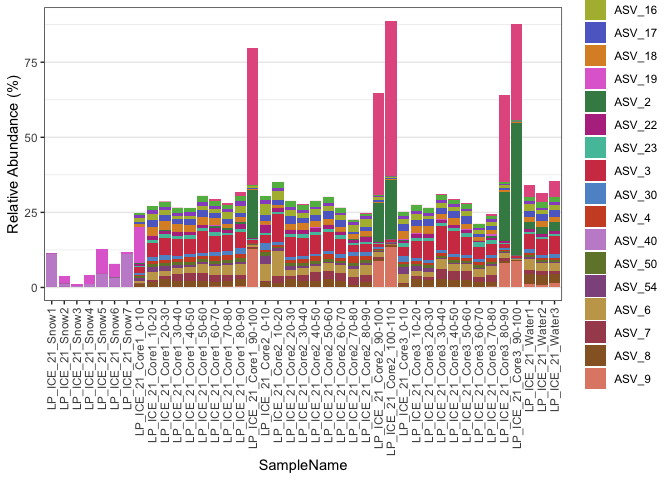 Relative Abundance (%)
75
50
25
0
LP_ICE_21_Snow1
LP_ICE_21_Snow2
LP_ICE_21_Snow3
LP_ICE_21_Snow4
LP_ICE_21_Snow5
LP_ICE_21_Snow6
LP_ICE_21_Snow7
LP_ICE_21_Core1_0-10
LP_ICE_21_Core1_10-20
LP_ICE_21_Core1_20-30
LP_ICE_21_Core1_30-40
LP_ICE_21_Core1_40-50
LP_ICE_21_Core1_50-60
LP_ICE_21_Core1_60-70
LP_ICE_21_Core1_70-80
LP_ICE_21_Core1_80-90
LP_ICE_21_Core1_90-100
LP_ICE_21_Core2_0-10
LP_ICE_21_Core2_10-20
LP_ICE_21_Core2_20-30
LP_ICE_21_Core2_30-40
LP_ICE_21_Core2_40-50
LP_ICE_21_Core2_50-60
LP_ICE_21_Core2_60-70
LP_ICE_21_Core2_70-80
LP_ICE_21_Core2_80-90
LP_ICE_21_Core2_90-100
LP_ICE_21_Core2_100-110
LP_ICE_21_Core3_0-10
LP_ICE_21_Core3_10-20
LP_ICE_21_Core3_20-30
LP_ICE_21_Core3_30-40
LP_ICE_21_Core3_40-50
LP_ICE_21_Core3_50-60
LP_ICE_21_Core3_60-70
LP_ICE_21_Core3_70-80
LP_ICE_21_Core3_80-90
LP_ICE_21_Core3_90-100
LP_ICE_21_Water1
LP_ICE_21_Water2
LP_ICE_21_Water3
SampleName
ASV_16
ASV_17
ASV_18
ASV_19
ASV_2
ASV_22
ASV_23
ASV_3
ASV_30
ASV_4
ASV_40
ASV_50
ASV_54
ASV_6
ASV_7
ASV_8
ASV_9